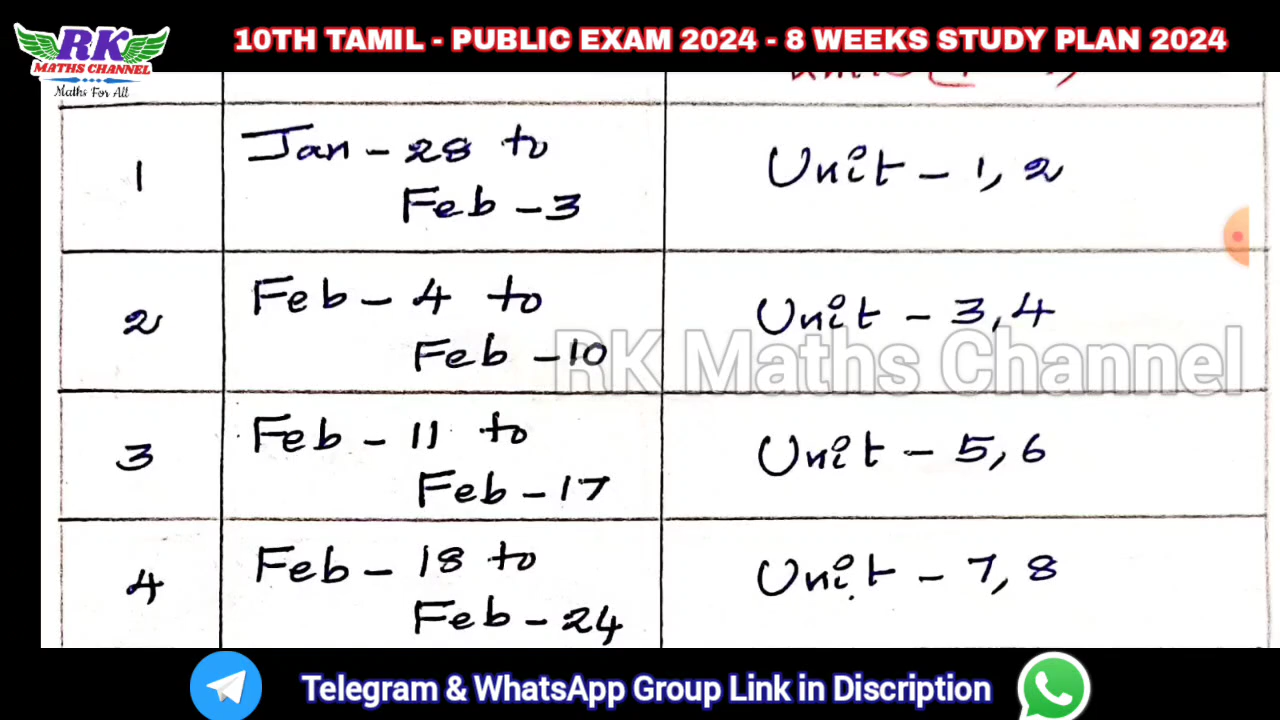 RK
MATHS CHANNEL
Maths For All
10TH TAMIL - PUBLIC EXAM 2024 - 8 WEEKS STUDY PLAN 2024
1
Jan - 28 to
Feb - 3
Unit - 1, 2
2
Feb - 4 to
Feb - 10
Unit - 3, 4
RK Maths Channel
3
Feb - 11 to
Feb - 17
Unit - 5, 6
4
Feb - 18 to
Feb - 24
Unit - 7, 8
Telegram & WhatsApp Group Link in Discription